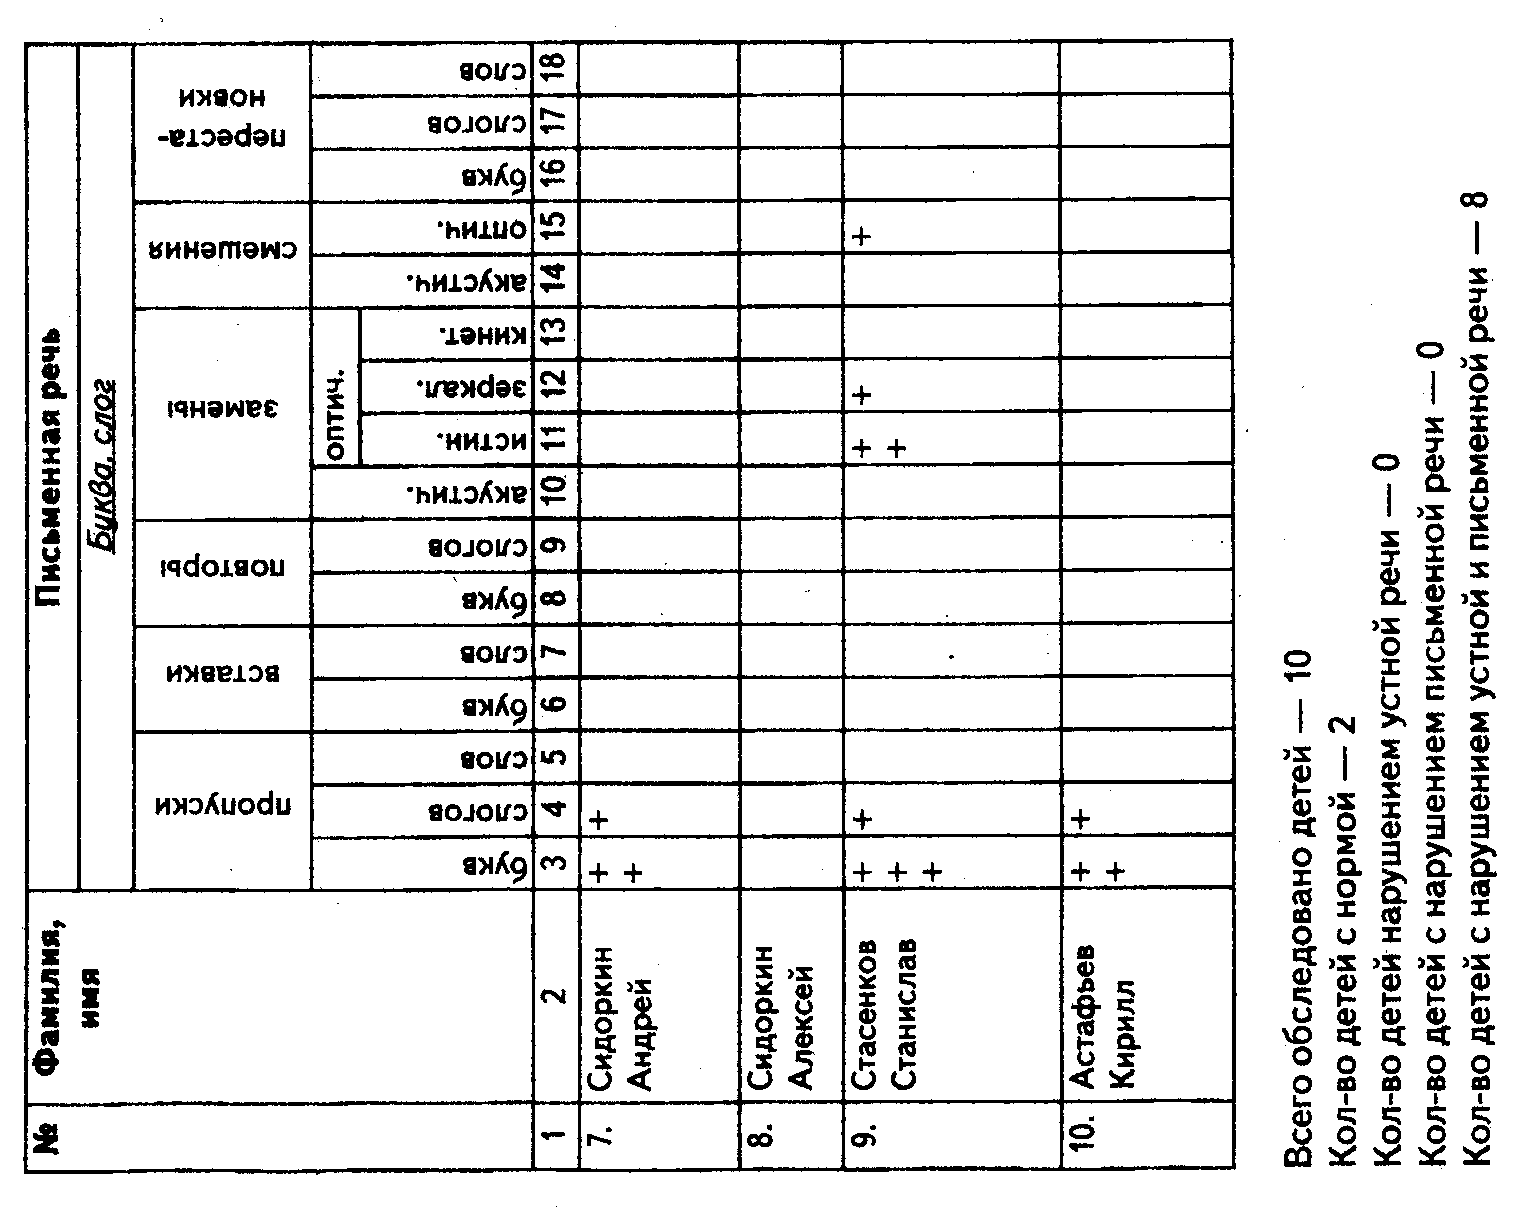 № Фамилия, имя Письменная речь
Буква, слог
пропуски вставки повторы замены смешения переста-
новки
оптич.
букв слогов слов букв слов букв слогов акустич. истин. зеркал. кинет. акустич. оптич. букв слогов слов
1 2 3 4 5 6 7 8 9 10 11 12 13 14 15 16 17 18
7. Сидоркин + +
Андрей +
8. Сидоркин
Алексей
9. Стасенков + + + + +
Станислав + +
+
10. Астафьев + +
Кирилл +
Всего обследовано детей — 10
Кол-во детей с нормой — 2
Кол-во детей нарушением устной речи — 0
Кол-во детей с нарушением письменной речи — 0
Кол-во детей с нарушением устной и письменной речи — 8